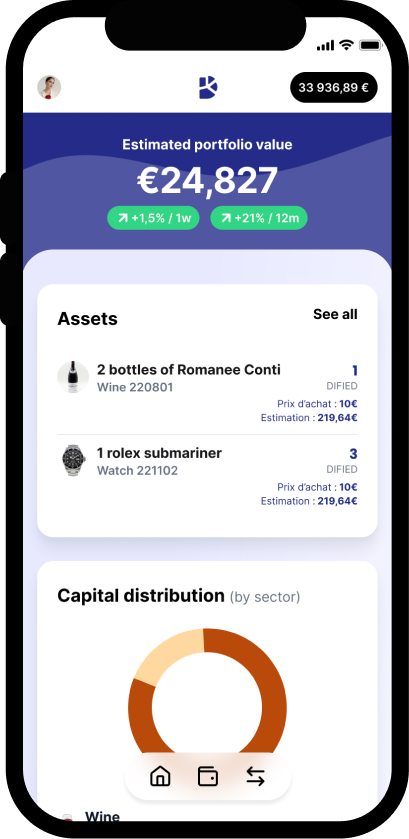 33 936,89 €
Estimated portfolio value
€24,827
+1,5% / 1w
+21% / 12m
Assets
See all
2 bottles of Romanee Conti
1
Wine 220801
DIFIED
Prix d'achat : 10€
Estimation : 219,64€
1 rolex submariner
3
Watch 221102
DIFIED
Prix d'achat : 10€
Estimation : 219,64€
Capital distribution (by sector)
Wine